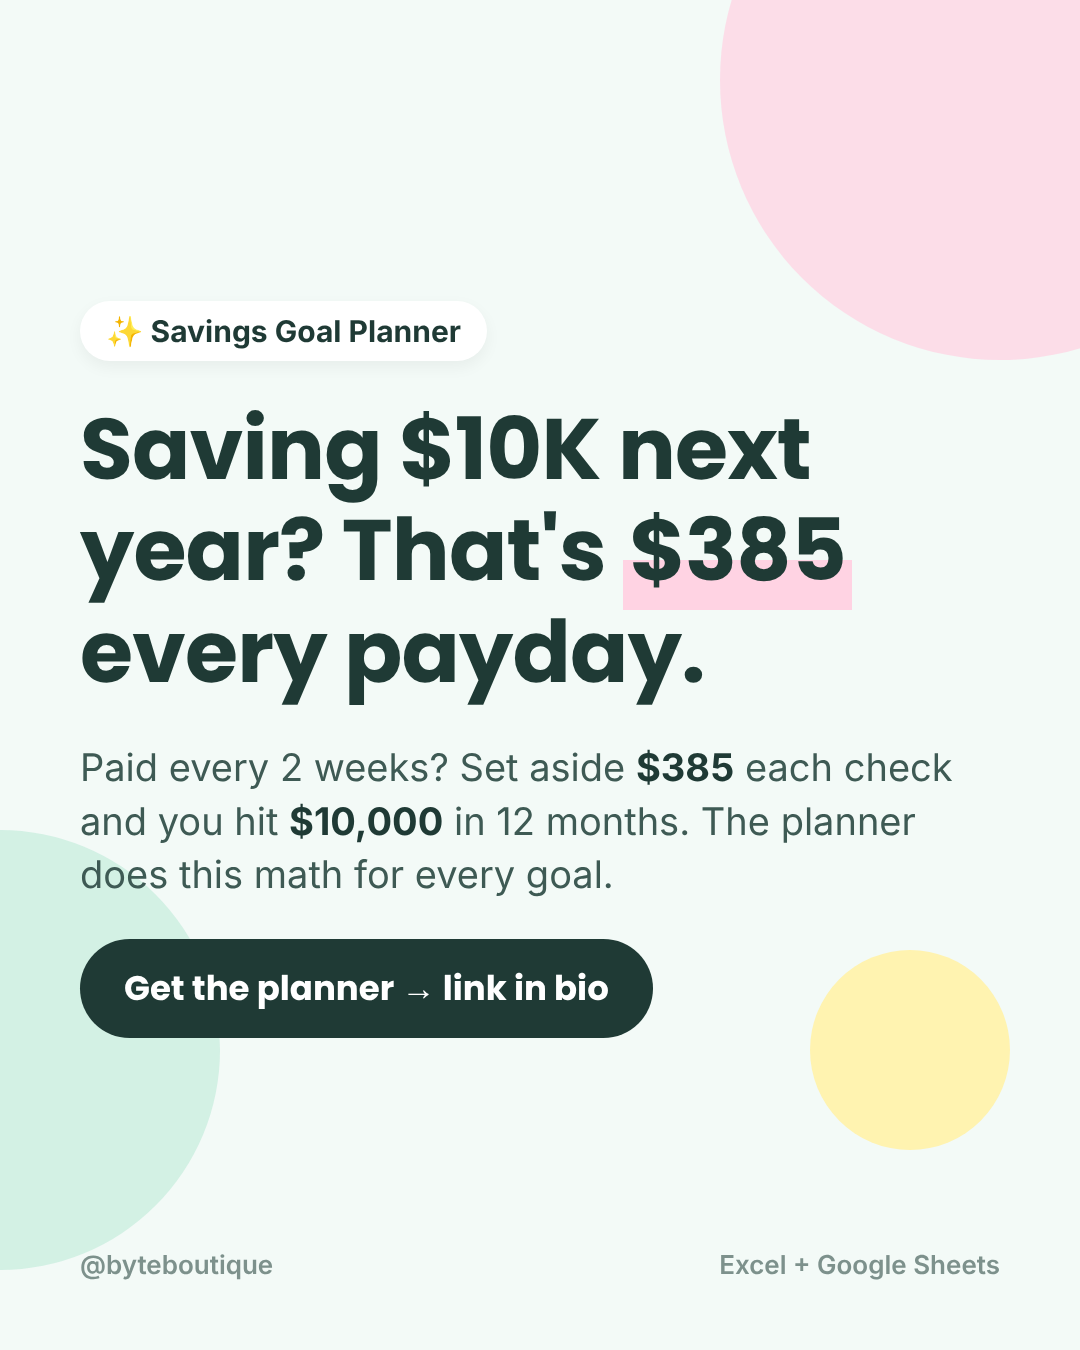 ✨ Savings Goal Planner
Saving $10K next
year? That's $385
every payday.
Paid every 2 weeks? Set aside $385 each check
and you hit $10,000 in 12 months. The planner
does this math for every goal.
Get the planner → link in bio
@byteboutique
Excel + Google Sheets